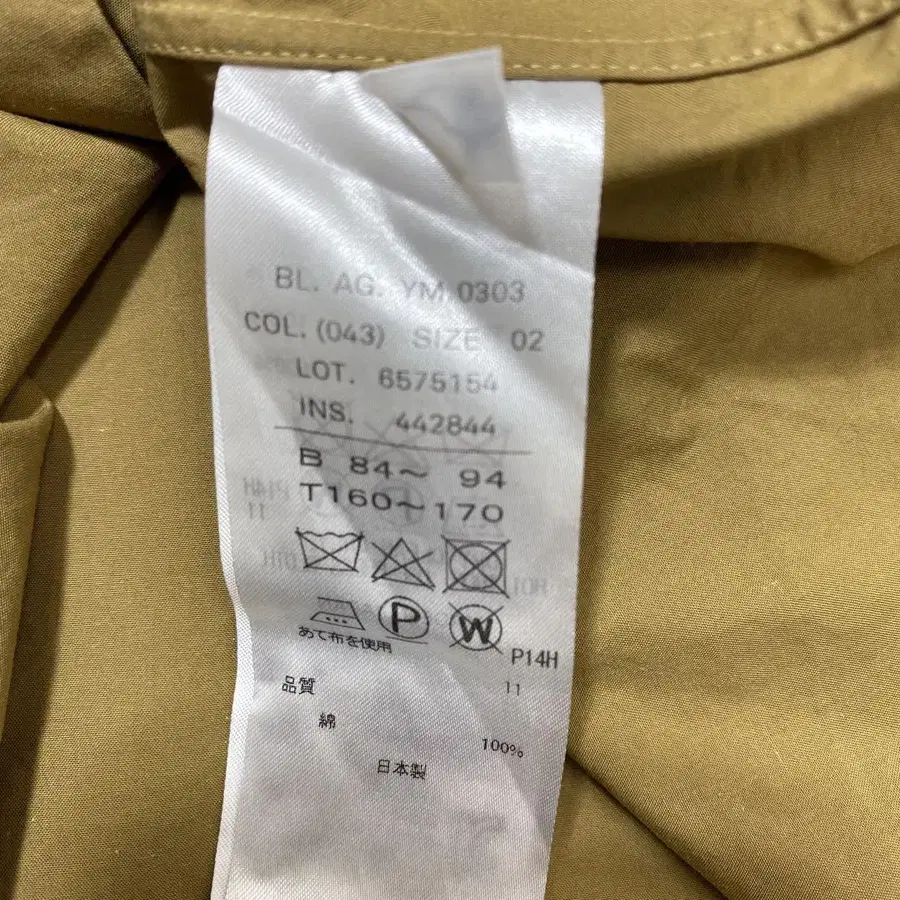 BL. AG. YM 0303
COL. (043) SIZE 02
LOT. 6575154
INS. 442844
B 84～ 94
T160～170
P W
あて布を使用 P14H
品質 11
綿
100%
日本製